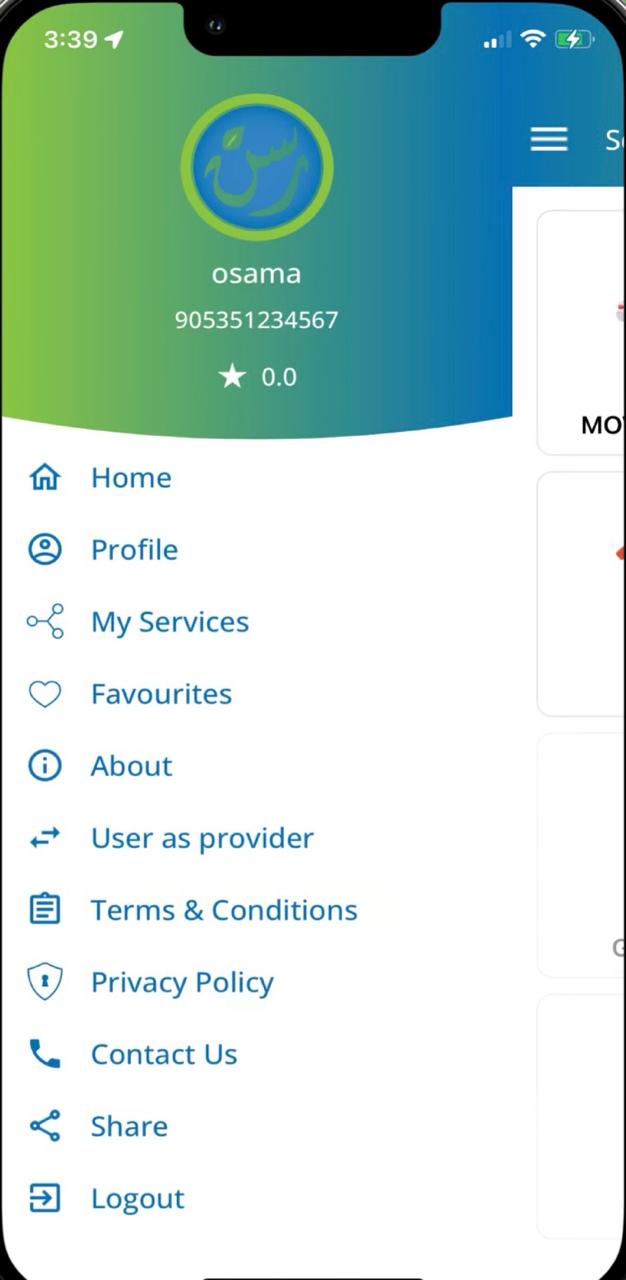 3:39
رسن
osama
905351234567
★ 0.0
Home
Profile
My Services
Favourites
About
User as provider
Terms & Conditions
Privacy Policy
Contact Us
Share
Logout